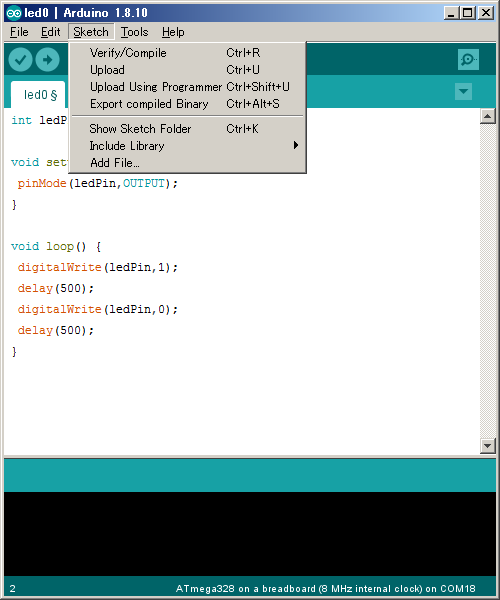 led0 | Arduino 1.8.10
File Edit Sketch Tools Help
Verify/Compile Ctrl+R
Upload Ctrl+U
Upload Using Programmer Ctrl+Shift+U
Export compiled Binary Ctrl+Alt+S
Show Sketch Folder Ctrl+K
Include Library
Add File...
led0 §
int ledP
void set
pinMode(ledPin,OUTPUT);
}
void loop() {
digitalWrite(ledPin,1);
delay(500);
digitalWrite(ledPin,0);
delay(500);
}
2 ATmega328 on a breadboard (8 MHz internal clock) on COM18